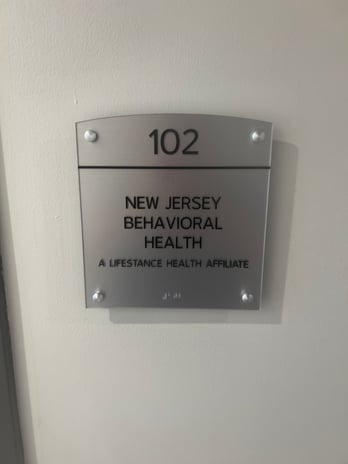 102
NEW JERSEY
BEHAVIORAL
HEALTH
A LIFESTANCE HEALTH AFFILIATE